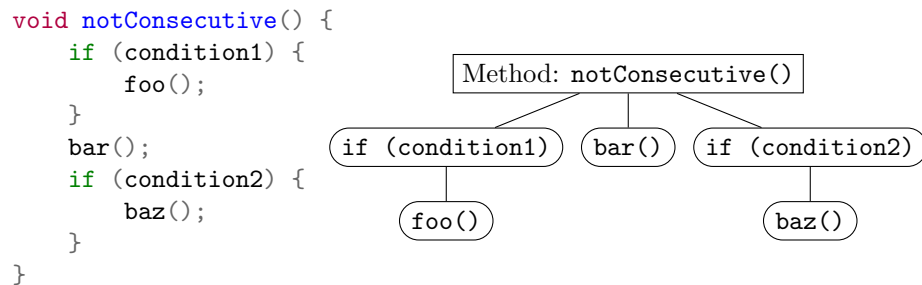 void notConsecutive() {
    if (condition1) {
        foo();
    }
    bar();
    if (condition2) {
        baz();
    }
}
Method: notConsecutive()
if (condition1) bar() if (condition2)
foo() baz()